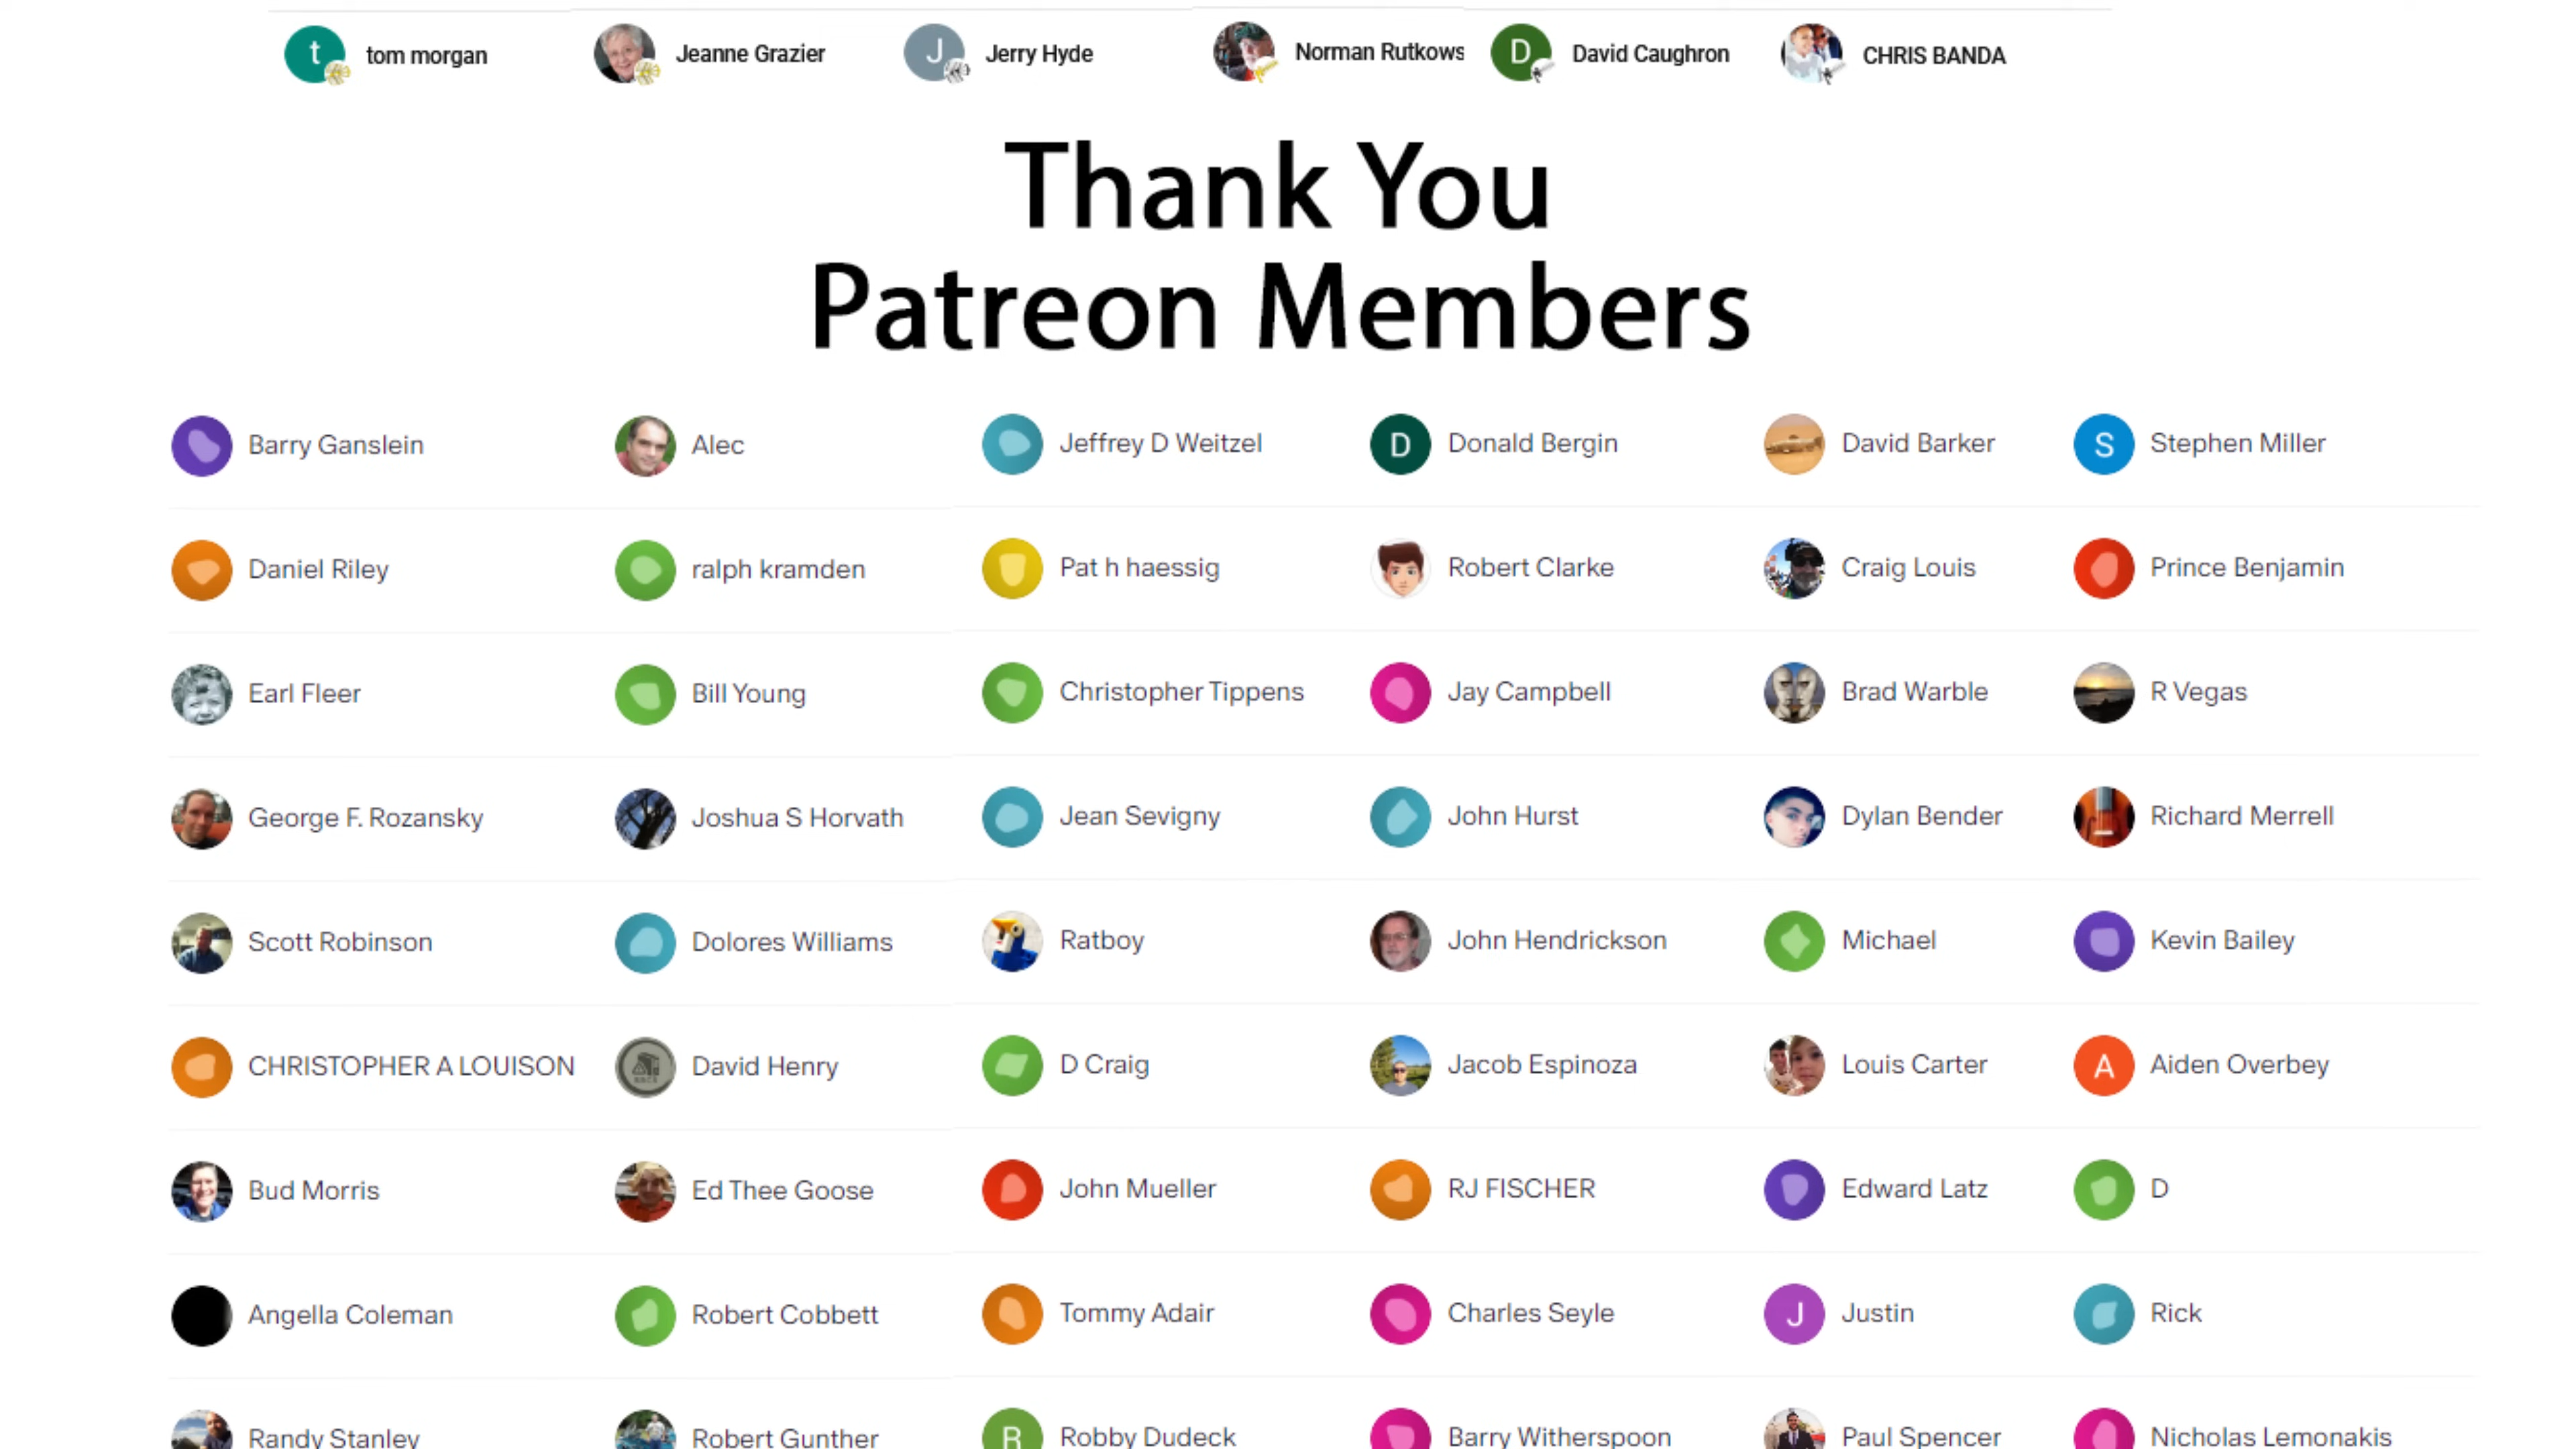 t tom morgan Jeanne Grazier J Jerry Hyde Norman Rutkows D David Caughron CHRIS BANDA
Thank You
Patreon Members
Barry Ganslein Alec Jeffrey D Weitzel D Donald Bergin David Barker S Stephen Miller
Daniel Riley ralph kramden Pat h haessig Robert Clarke Craig Louis Prince Benjamin
Earl Fleer Bill Young Christopher Tippens Jay Campbell Brad Warble R Vegas
George F. Rozansky Joshua S Horvath Jean Sevigny John Hurst Dylan Bender Richard Merrell
Scott Robinson Dolores Williams Ratboy John Hendrickson Michael Kevin Bailey
CHRISTOPHER A LOUISON David Henry D Craig Jacob Espinoza Louis Carter A Aiden Overbey
Bud Morris Ed Thee Goose John Mueller RJ FISCHER Edward Latz D
Angella Coleman Robert Cobbett Tommy Adair Charles Seyle J Justin Rick
Randy Stanley Robert Gunther R Robby Dudeck Barry Witherspoon Paul Spencer Nicholas Lemonakis